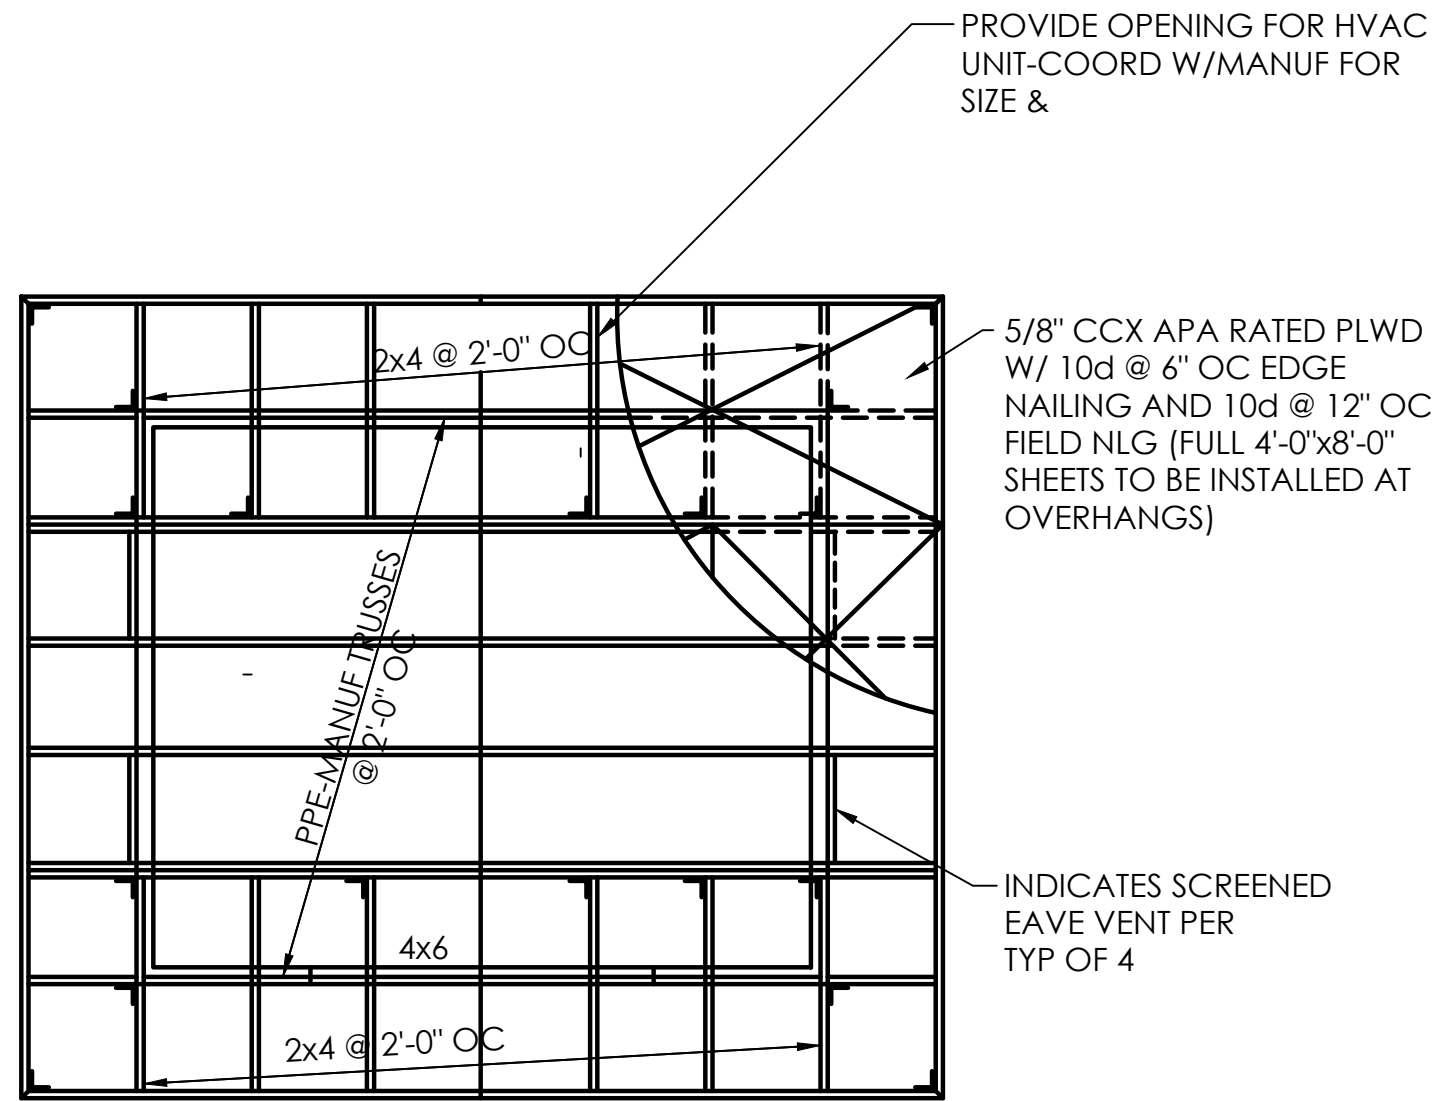 PROVIDE OPENING FOR HVAC
UNIT-COORD W/MANUF FOR
SIZE &
2x4 @ 2'-0" OC
5/8" CCX APA RATED PLWD
W/ 10d @ 6" OC EDGE
NAILING AND 10d @ 12" OC
FIELD NLG (FULL 4'-0"x8'-0"
SHEETS TO BE INSTALLED AT
OVERHANGS)
PPE-MANUF TRUSSES
@ 2'-0" OC
INDICATES SCREENED
EAVE VENT PER
TYP OF 4
4x6
2x4 @ 2'-0" OC